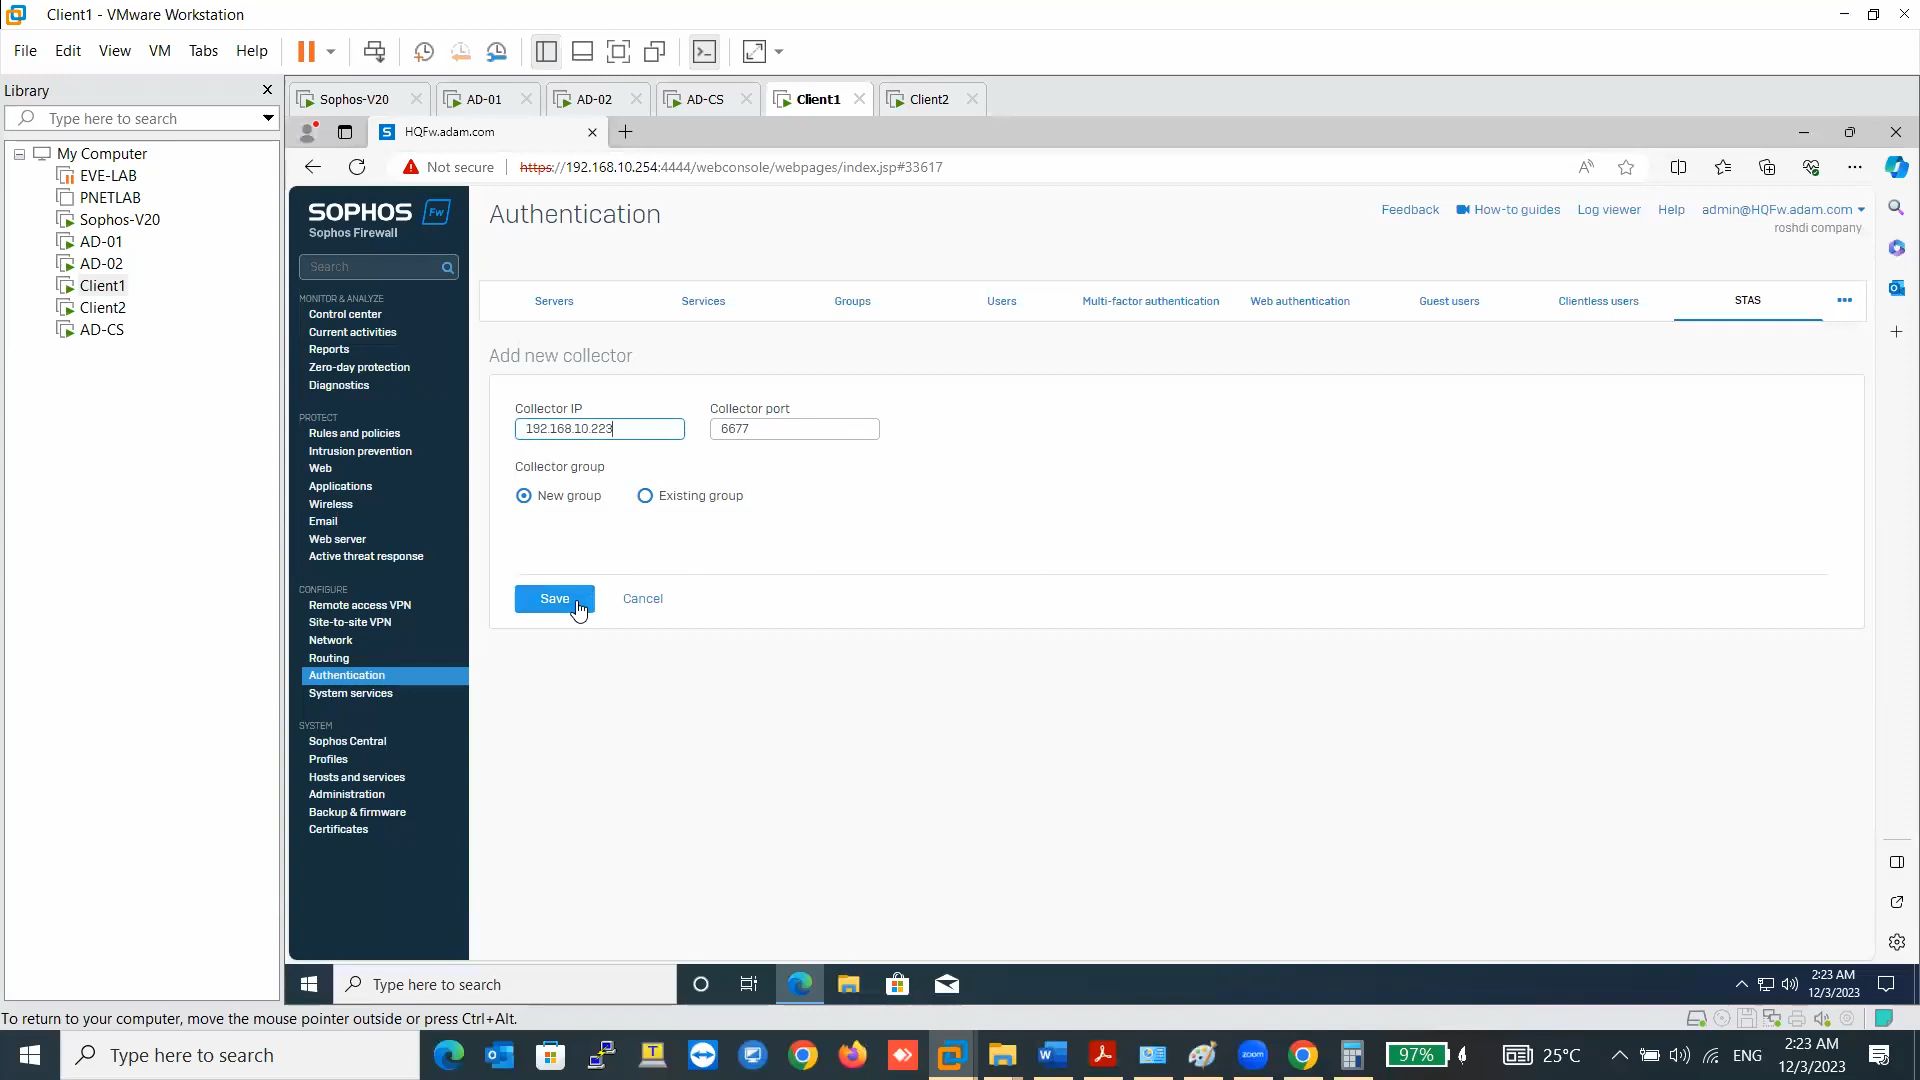 Client1 - VMware Workstation
File Edit View VM Tabs Help
Library
Type here to search
My Computer
EVE-LAB
PNETLAB
Sophos-V20
AD-01
AD-02
Client1
Client2
AD-CS
Sophos-V20 AD-01 AD-02 AD-CS Client1 Client2
HQFw.adam.com
Not secure https://192.168.10.254:4444/webconsole/webpages/index.jsp#33617
SOPHOS Fw
Sophos Firewall
Search
MONITOR & ANALYZE
Control center
Current activities
Reports
Zero-day protection
Diagnostics
PROTECT
Rules and policies
Intrusion prevention
Web
Applications
Wireless
Email
Web server
Active threat response
CONFIGURE
Remote access VPN
Site-to-site VPN
Network
Routing
Authentication
System services
SYSTEM
Sophos Central
Profiles
Hosts and services
Administration
Backup & firmware
Certificates
Authentication
Feedback How-to guides Log viewer Help admin@HQFw.adam.com
roshdi company
Servers Services Groups Users Multi-factor authentication Web authentication Guest users Clientless users STAS
Add new collector
Collector IP Collector port
192.168.10.223 6677
Collector group
New group Existing group
Save Cancel
Type here to search
2:23 AM
12/3/2023
To return to your computer, move the mouse pointer outside or press Ctrl+Alt.
Type here to search
zoom
97% 25°C ENG
2:23 AM
12/3/2023